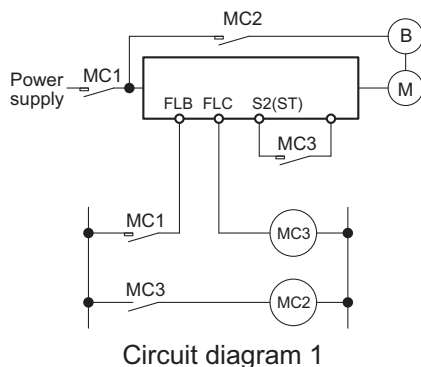 MC2
B
Power
supply
MC1
M
FLB FLC S2(ST)
MC3
MC1
MC3
MC3
MC2
Circuit diagram 1